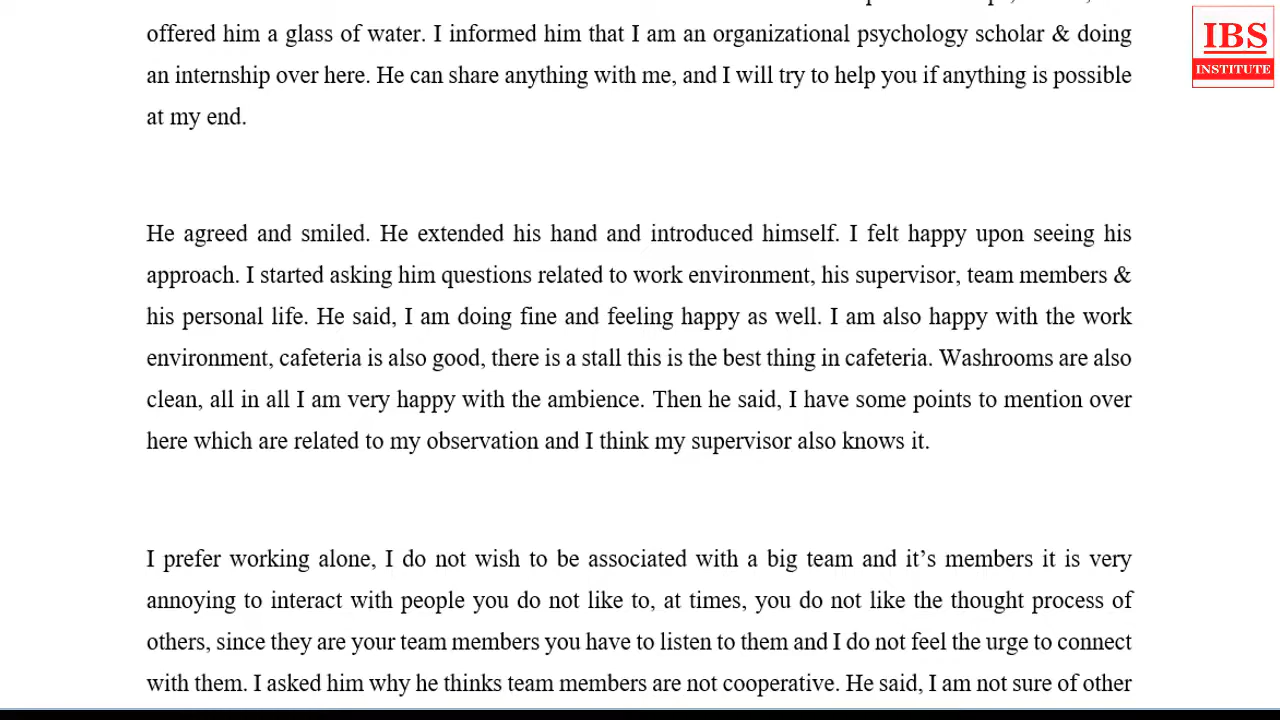 offered him a glass of water. I informed him that I am an organizational psychology scholar & doing
an internship over here. He can share anything with me, and I will try to help you if anything is possible
at my end.
He agreed and smiled. He extended his hand and introduced himself. I felt happy upon seeing his
approach. I started asking him questions related to work environment, his supervisor, team members &
his personal life. He said, I am doing fine and feeling happy as well. I am also happy with the work
environment, cafeteria is also good, there is a stall this is the best thing in cafeteria. Washrooms are also
clean, all in all I am very happy with the ambience. Then he said, I have some points to mention over
here which are related to my observation and I think my supervisor also knows it.
I prefer working alone, I do not wish to be associated with a big team and it’s members it is very
annoying to interact with people you do not like to, at times, you do not like the thought process of
others, since they are your team members you have to listen to them and I do not feel the urge to connect
with them. I asked him why he thinks team members are not cooperative. He said, I am not sure of other
IBS
INSTITUTE